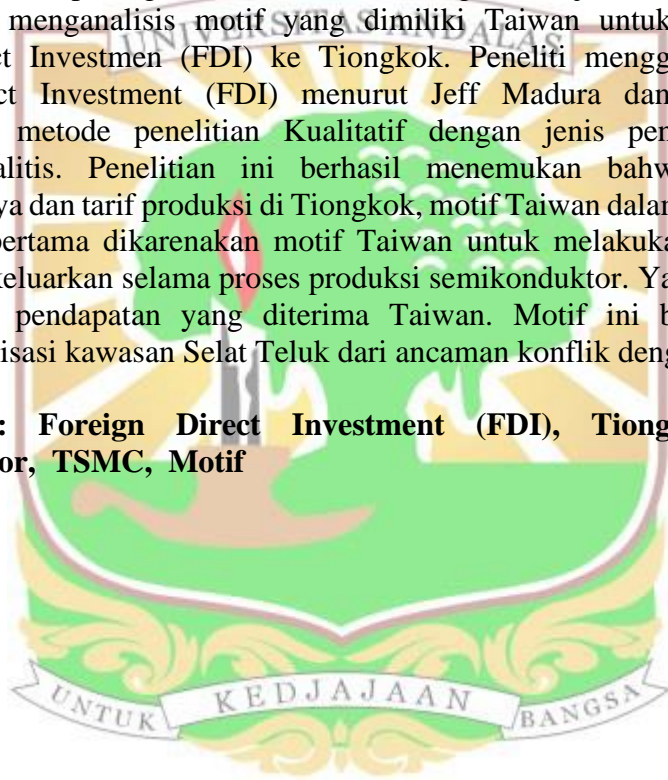 menganalisis motif yang dimiliki Taiwan untuk
ct Investmen (FDI) ke Tiongkok. Peneliti mengg
ect Investment (FDI) menurut Jeff Madura dan
metode penelitian Kualitatif dengan jenis pen
alitis. Penelitian ini berhasil menemukan bahw
ya dan tarif produksi di Tiongkok, motif Taiwan dalam
pertama dikarenakan motif Taiwan untuk melakuka
keluarkan selama proses produksi semikonduktor. Ya
pendapatan yang diterima Taiwan. Motif ini b
isasi kawasan Selat Teluk dari ancaman konflik deng
: Foreign Direct Investment (FDI), Tiong
or, TSMC, Motif
UNIVERSITAS ANDALAS
UNTUK KEDJAJAAN BANGSA